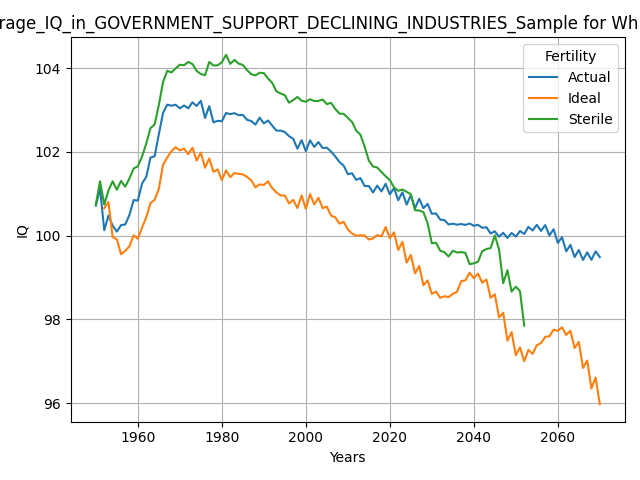 rage_IQ_in_GOVERNMENT_SUPPORT_DECLINING_INDUSTRIES_Sample for Wh
Fertility
Actual
Ideal
Sterile
IQ
104
102
100
98
96
1960 1980 2000 2020 2040 2060
Years